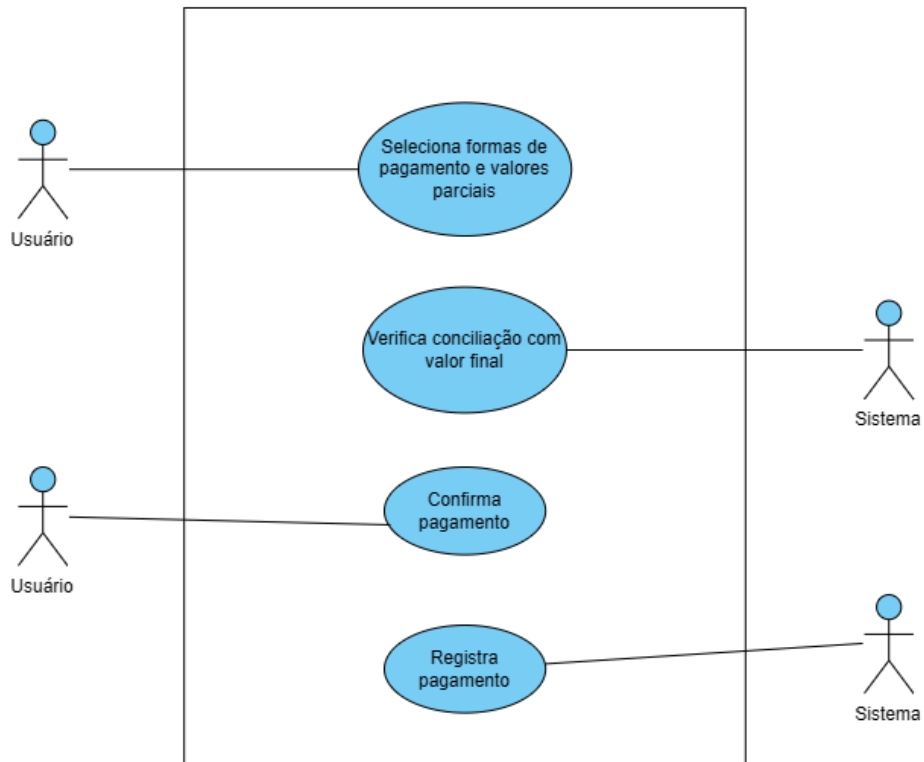 Seleciona formas de
pagamento e valores
parciais
Usuário
Verifica conciliação com
valor final
Sistema
Confirma
pagamento
Usuário
Registra
pagamento
Sistema